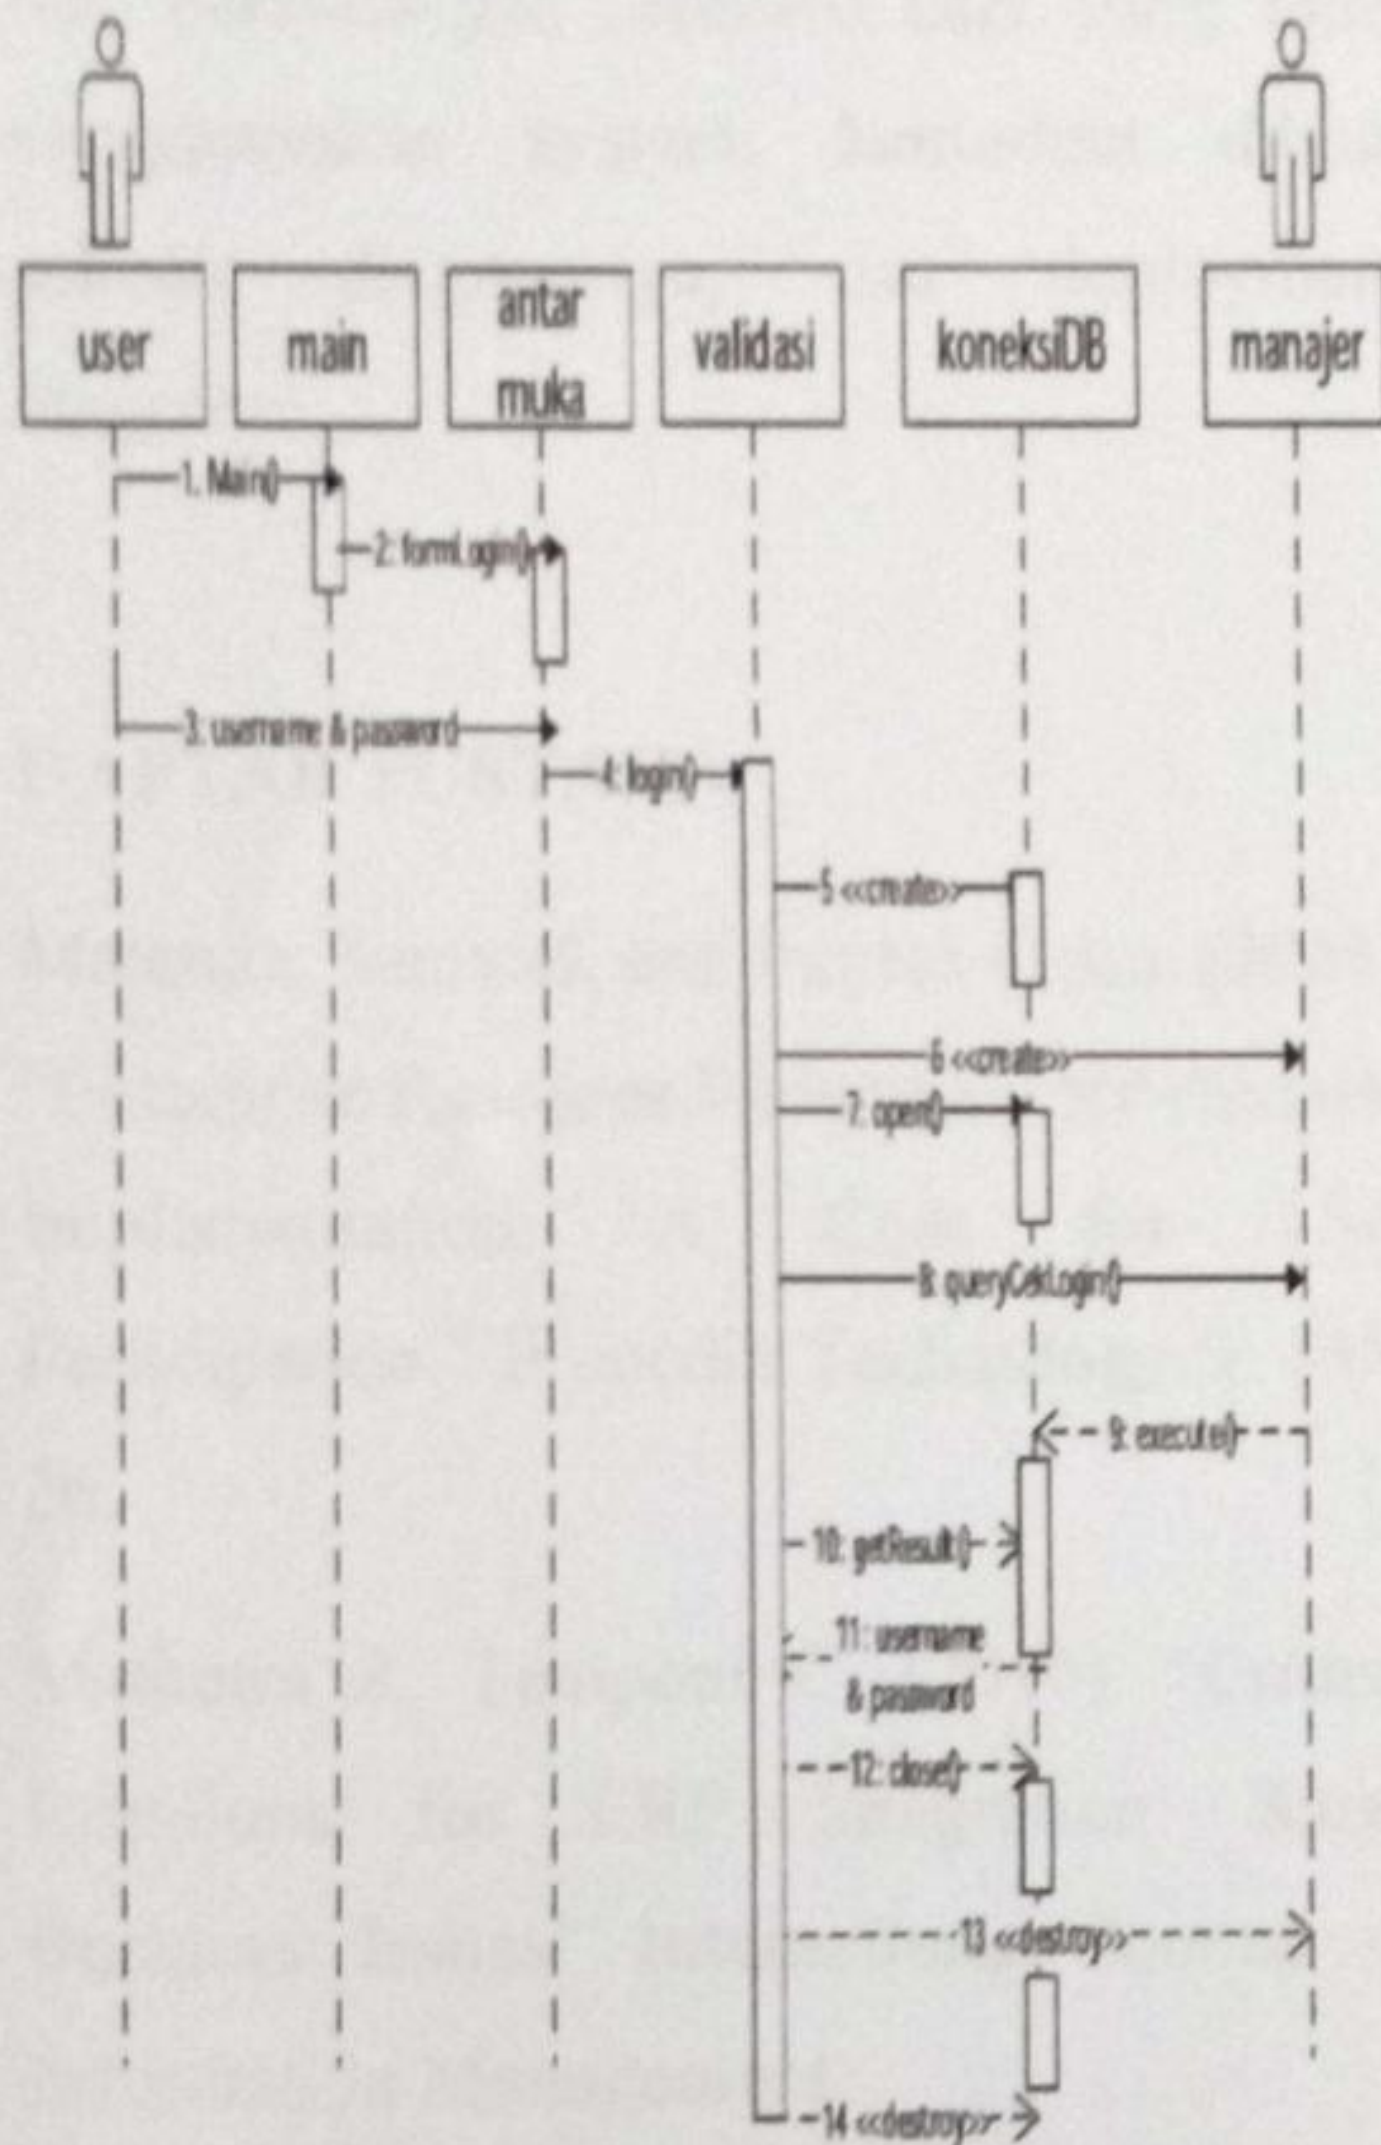 user
main
antar
muka
validasi
koneksiDB
manajer
1. Main()
2: formLogin()
3: username & password
4: login()
5 <<create>>
6 <<create>>
7: open()
8: queryCekLogin()
9: execute()
10: getResult()
11: username
& password
12: close()
13 <<destroy>>
14 <<destroy>>